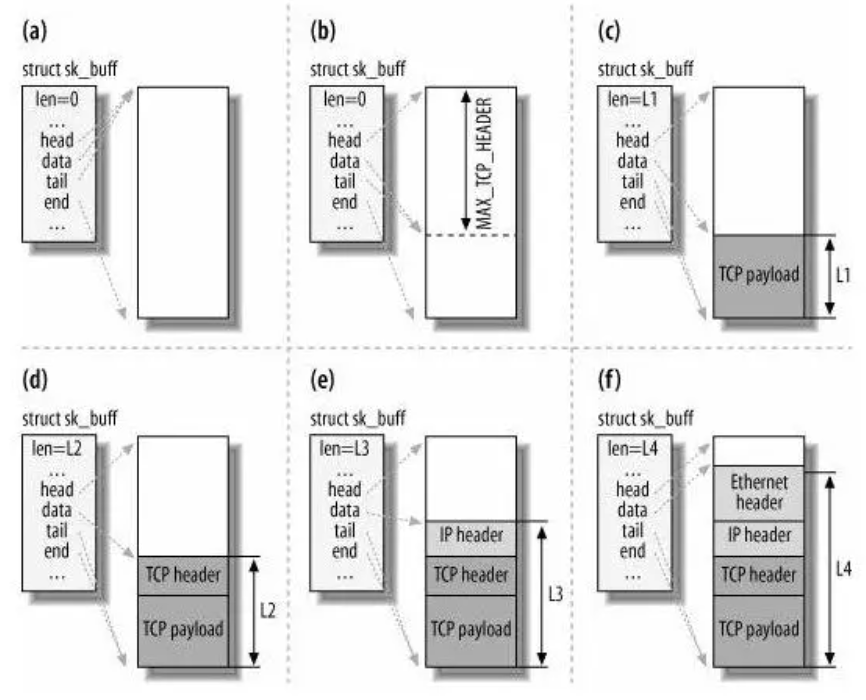 (a)
struct sk_buff
len=0
...
head
data
tail
end
...
(b)
struct sk_buff
len=0
...
head
data
tail
end
...
MAX_TCP_HEADER
(c)
struct sk_buff
len=L1
...
head
data
tail
end
...
TCP payload
L1
(d)
struct sk_buff
len=L2
...
head
data
tail
end
...
TCP header
TCP payload
L2
(e)
struct sk_buff
len=L3
...
head
data
tail
end
...
IP header
TCP header
TCP payload
L3
(f)
struct sk_buff
len=L4
...
head
data
tail
end
...
Ethernet
header
IP header
TCP header
TCP payload
L4